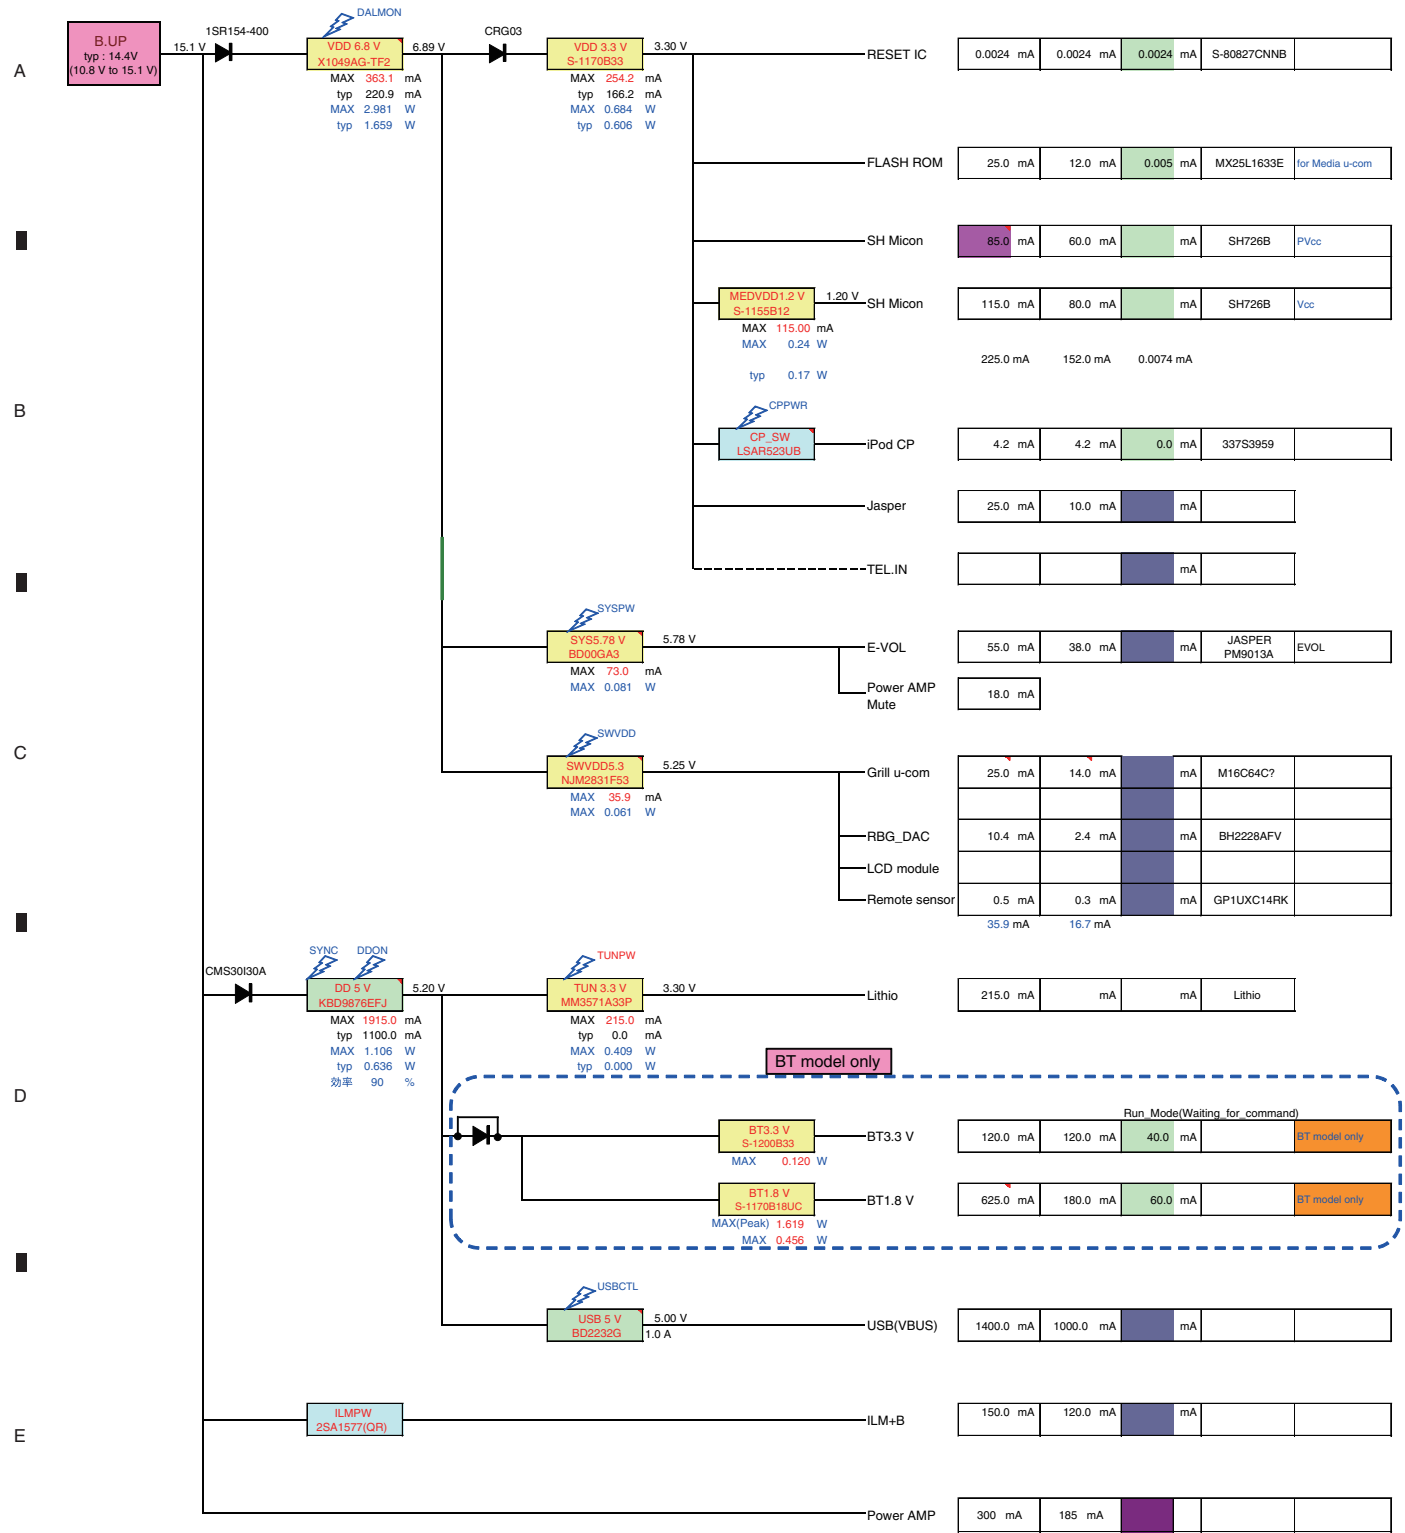 DALMON
1SR154-400
CRG03
B.UP
typ : 14.4V
(10.8 V to 15.1 V)
15.1 V
VDD 6.8 V
X1049AG-TF2
6.89 V
VDD 3.3 V
S-1170B33
3.30 V
RESET IC
0.0024 mA 0.0024 mA 0.0024 mA S-80827CNNB
A
MAX 363.1 mA
typ 220.9 mA
MAX 2.981 W
typ 1.659 W
MAX 254.2 mA
typ 166.2 mA
MAX 0.684 W
typ 0.606 W
FLASH ROM 25.0 mA 12.0 mA 0.005 mA MX25L1633E for Media u-com
SH Micon 85.0 mA 60.0 mA mA SH726B PVcc
MEDVDD1.2 V
S-1155B12
1.20 V
SH Micon 115.0 mA 80.0 mA mA SH726B Vcc
MAX 115.00 mA
MAX 0.24 W
typ 0.17 W
225.0 mA 152.0 mA 0.0074 mA
B
CPPWR
CP_SW
LSAR523UB
iPod CP 4.2 mA 4.2 mA 0.0 mA 337S3959
Jasper 25.0 mA 10.0 mA mA
TEL.IN mA
SYSPW
SYS5.78 V
BD00GA3
5.78 V
MAX 73.0 mA
MAX 0.081 W
E-VOL 55.0 mA 38.0 mA mA JASPER
PM9013A
EVOL
Power AMP
Mute
18.0 mA
C
SWVDD
SWVDD5.3
NJM2831F53
5.25 V
MAX 35.9 mA
MAX 0.061 W
Grill u-com 25.0 mA 14.0 mA mA M16C64C?
RBG_DAC 10.4 mA 2.4 mA mA BH2228AFV
LCD module
Remote sensor 0.5 mA 0.3 mA mA GP1UXC14RK
35.9 mA 16.7 mA
SYNC DDON
TUNPW
CMS30I30A
DD 5 V
KBD9876EFJ
5.20 V
TUN 3.3 V
MM3571A33P
3.30 V
Lithio 215.0 mA mA mA Lithio
MAX 1915.0 mA
typ 1100.0 mA
MAX 1.106 W
typ 0.636 W
効率 90 %
MAX 215.0 mA
typ 0.0 mA
MAX 0.409 W
typ 0.000 W
BT model only
D
Run_Mode(Waiting_for_command)
BT3.3 V
S-1200B33
MAX 0.120 W
BT3.3 V 120.0 mA 120.0 mA 40.0 mA BT model only
BT1.8 V
S-1170B18UC
MAX(Peak) 1.619 W
MAX 0.456 W
BT1.8 V 625.0 mA 180.0 mA 60.0 mA BT model only
USBCTL
USB 5 V
BD2232G
5.00 V
1.0 A
USB(VBUS) 1400.0 mA 1000.0 mA mA
E
ILMPW
2SA1577(QR)
ILM+B 150.0 mA 120.0 mA mA
Power AMP 300 mA 185 mA